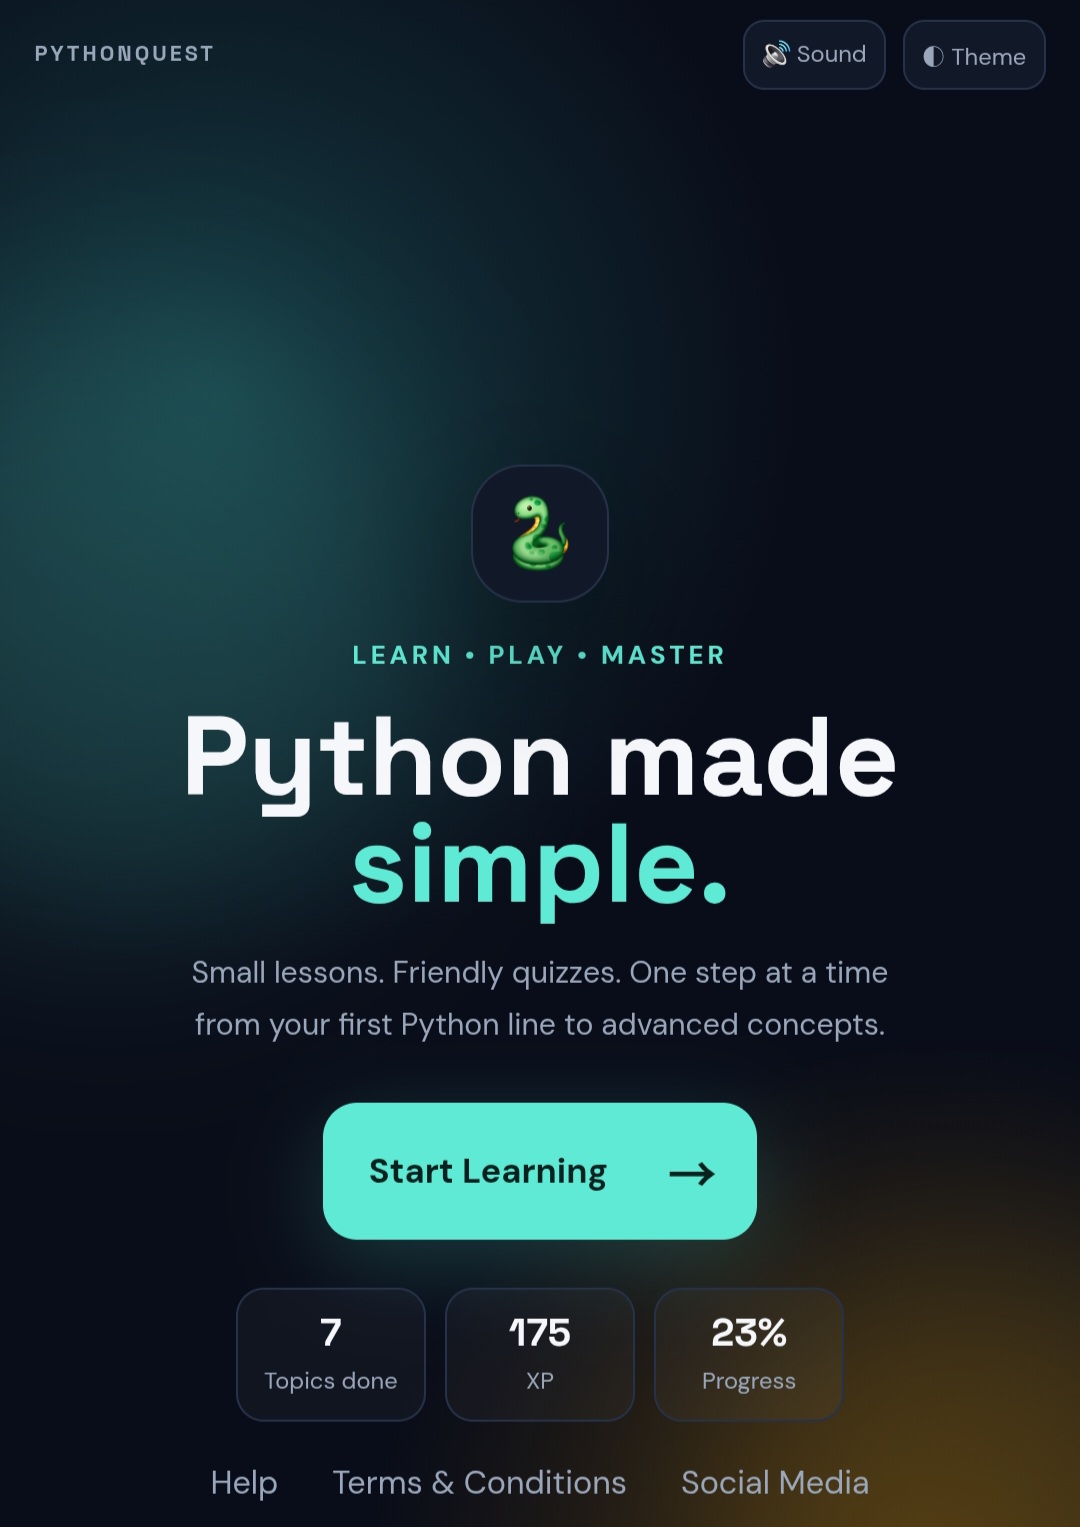 PYTHONQUEST
Sound
Theme
LEARN • PLAY • MASTER
Python made
simple.
Small lessons. Friendly quizzes. One step at a time
from your first Python line to advanced concepts.
Start Learning →
7
Topics done
175
XP
23%
Progress
Help
Terms & Conditions
Social Media